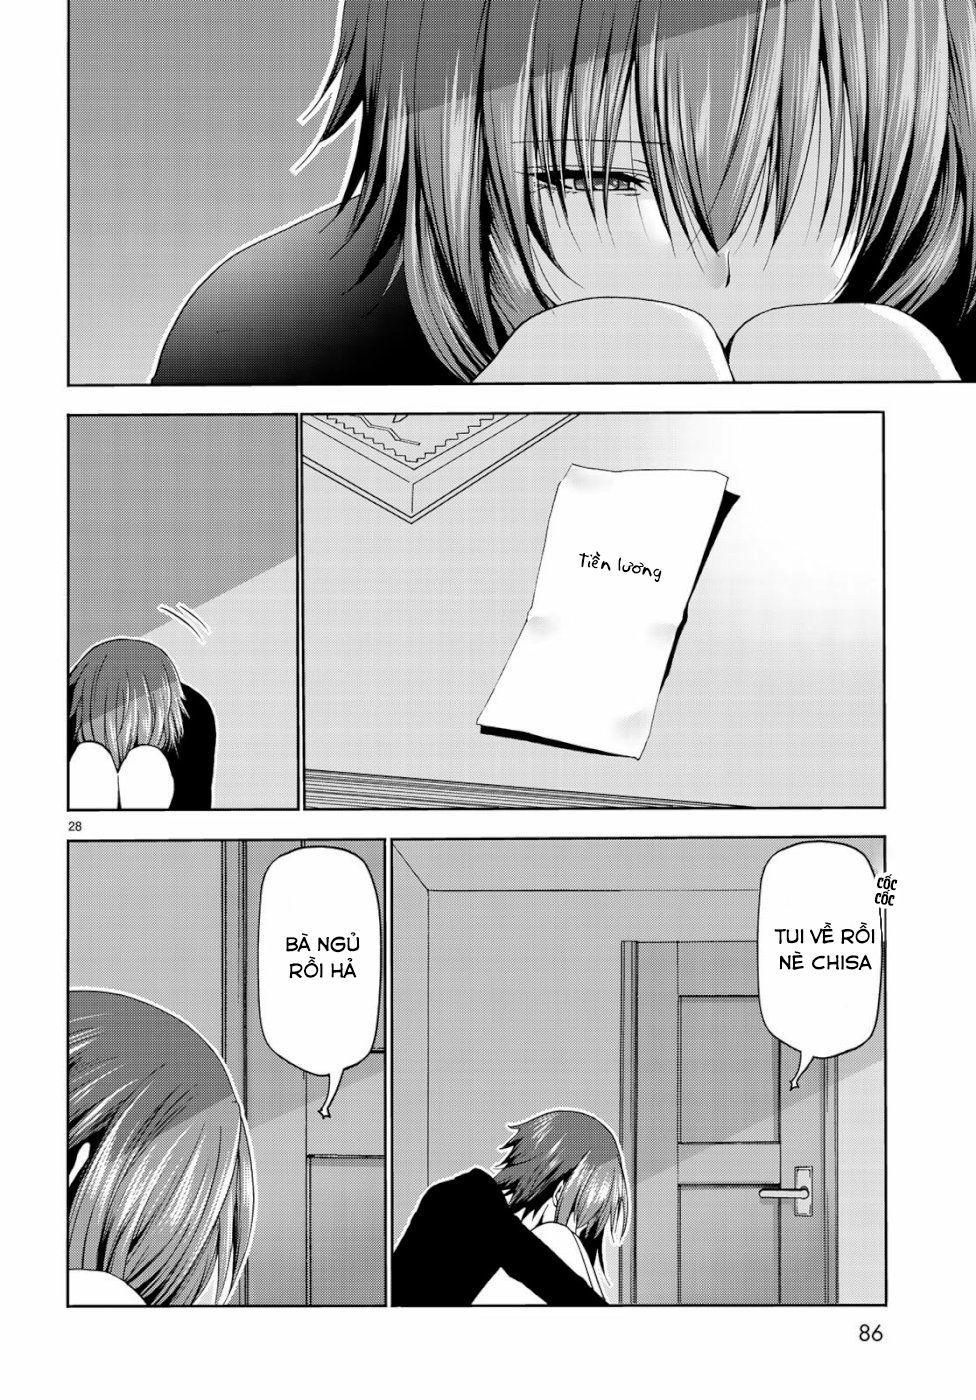 Tiền lương
28
CỐC
CỐC
TUI VỀ RỒI
NÈ CHISA
BÀ NGỦ
RỒI HẢ
86